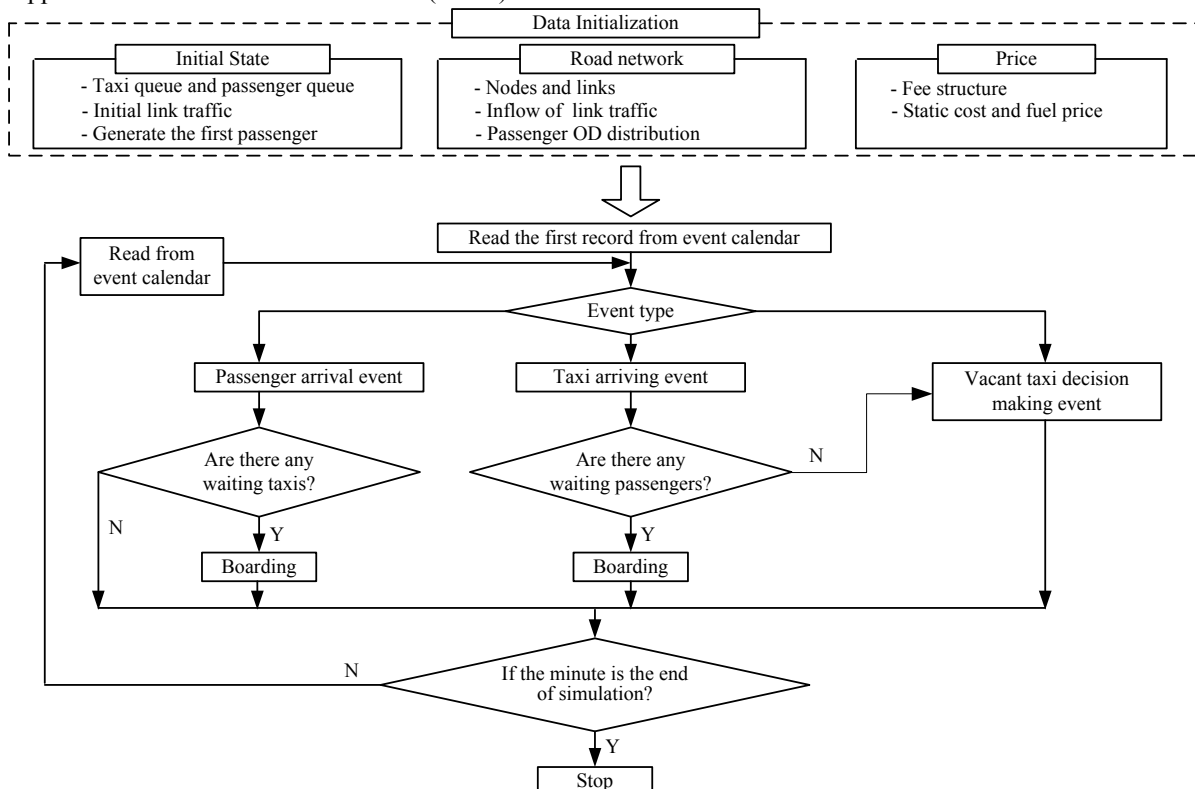 Data Initialization
Initial State
- Taxi queue and passenger queue
- Initial link traffic
- Generate the first passenger
Road network
- Nodes and links
- Inflow of link traffic
- Passenger OD distribution
Price
- Fee structure
- Static cost and fuel price
Read the first record from event calendar
Read from
event calendar
Event type
Passenger arrival event
Taxi arriving event
Vacant taxi decision
making event
Are there any
waiting taxis?
Are there any
waiting passengers?
N
N
Y
Y
Boarding
Boarding
If the minute is the end
of simulation?
N
Y
Stop